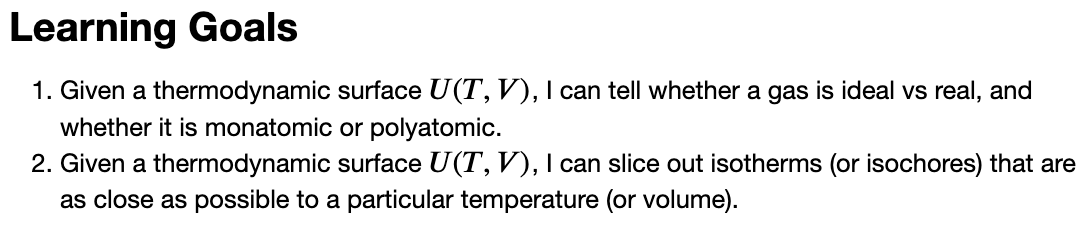 Learning Goals
1. Given a thermodynamic surface U(T, V), I can tell whether a gas is ideal vs real, and
whether it is monatomic or polyatomic.
2. Given a thermodynamic surface U(T, V), I can slice out isotherms (or isochores) that are
as close as possible to a particular temperature (or volume).